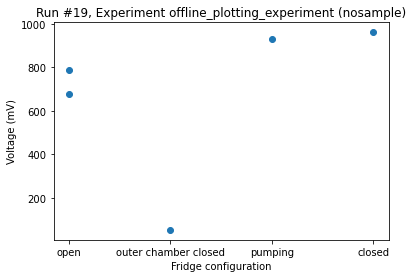 Run #19, Experiment offline_plotting_experiment (nosample)
1000
800
600
400
200
Voltage (mV)
open
outer chamber closed
pumping
closed
Fridge configuration